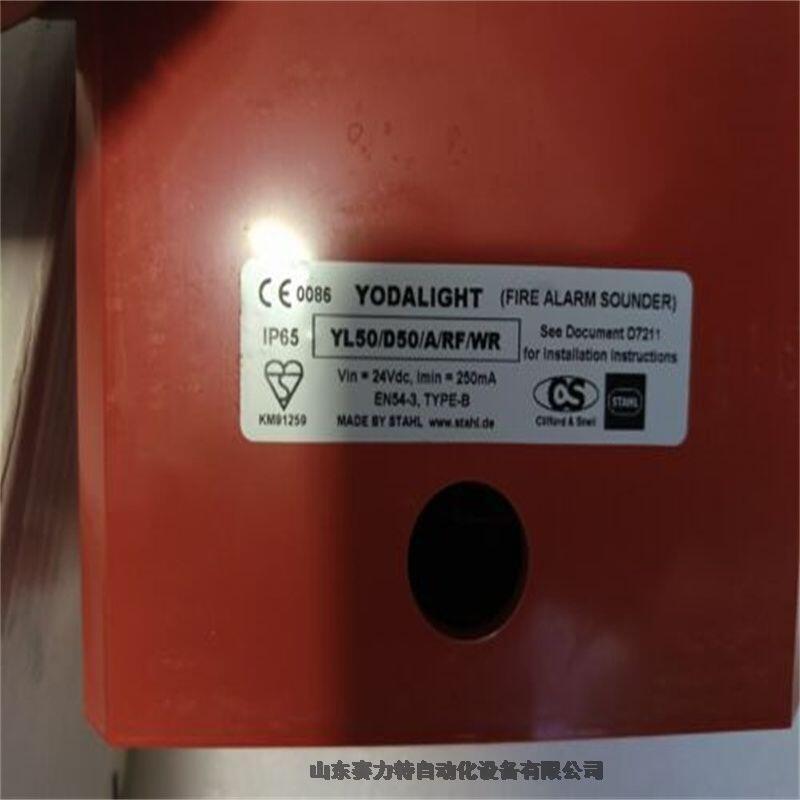 CE 0086 YODALIGHT (FIRE ALARM SOUNDER)
IP65 YL50/D50/A/RF/WR See Document D7211
for Installation Instructions
Vin = 24Vdc, Imin = 250mA
EN54-3, TYPE-B
KM91259 MADE BY STAHL www.stahl.de
CS Clifford & Snell
STAHL
山东赛力特自动化设备有限公司